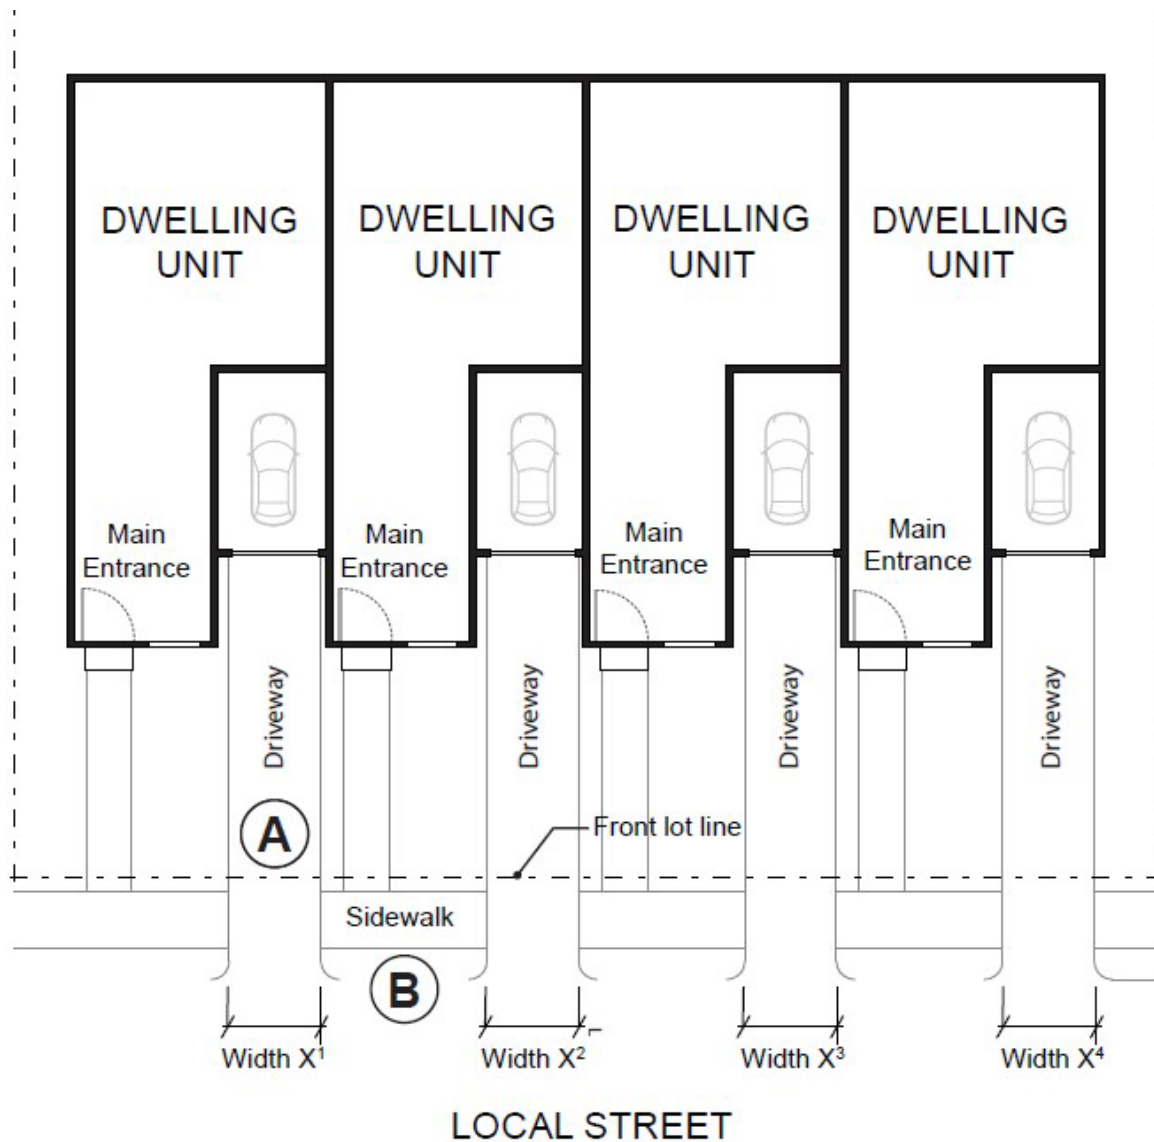 DWELLING
UNIT
DWELLING
UNIT
DWELLING
UNIT
DWELLING
UNIT
Main
Entrance
Main
Entrance
Main
Entrance
Main
Entrance
Driveway
Driveway
Driveway
Driveway
A
Front lot line
Sidewalk
B
Width X¹
Width X²
Width X³
Width X⁴
LOCAL STREET